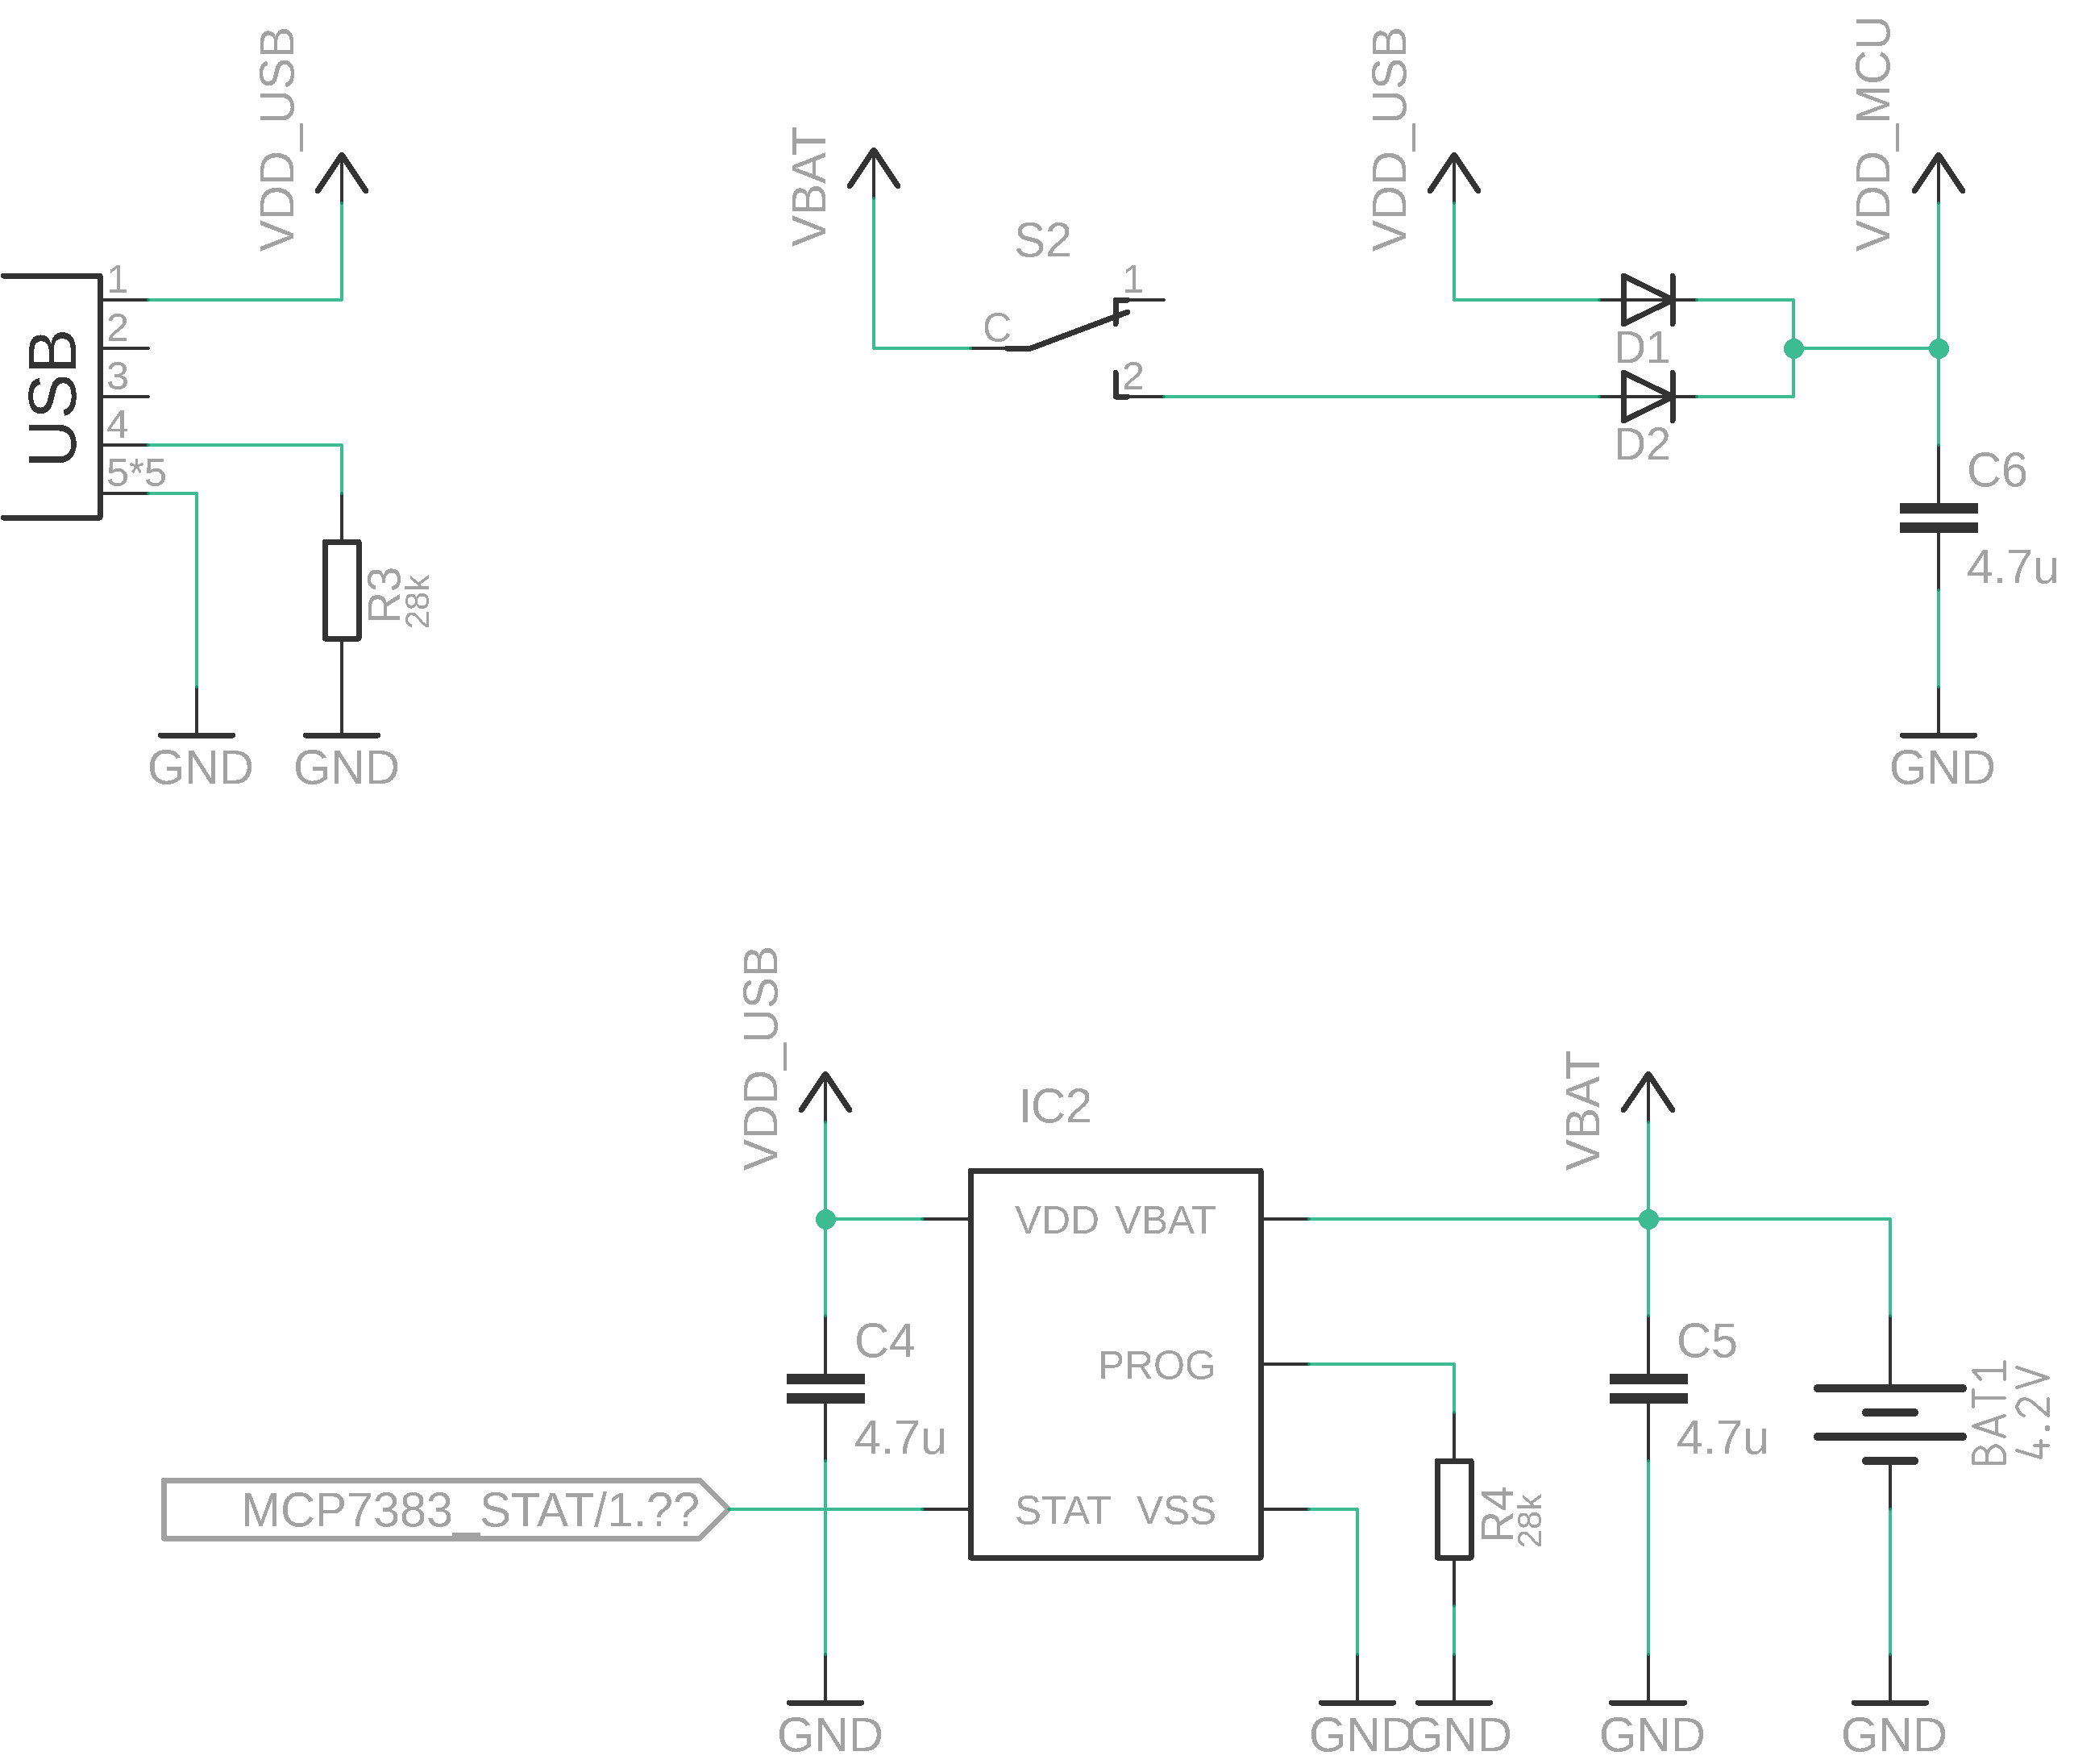 VDD_USB
USB
1
2
3
4
5*5
R3
28k
GND
GND
VBAT
S2
C
1
2
VDD_USB
VDD_MCU
D1
D2
C6
4.7u
GND
VDD_USB
IC2
VBAT
VDD VBAT
PROG
STAT VSS
C4
4.7u
MCP7383_STAT/1.??
R4
28k
C5
4.7u
BAT1
4.2V
GND
GND
GND
GND
GND